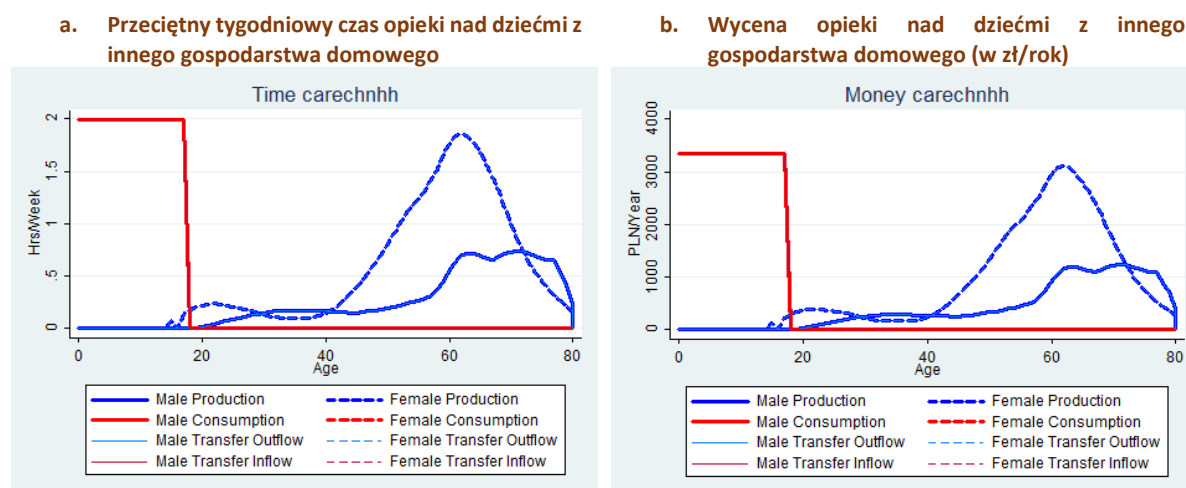 a. Przeciętny tygodniowy czas opieki nad dziećmi z
innego gospodarstwa domowego
Time carechnhh
Hrs/Week
2
1.5
1
.5
0
0 20 40 60 80
Age
Male Production Female Production
Male Consumption Female Consumption
Male Transfer Outflow Female Transfer Outflow
Male Transfer Inflow Female Transfer Inflow
b. Wycena opieki nad dziećmi z innego
gospodarstwa domowego (w zł/rok)
Money carechnhh
PLN/Year
4000
3000
2000
1000
0
0 20 40 60 80
Age
Male Production Female Production
Male Consumption Female Consumption
Male Transfer Outflow Female Transfer Outflow
Male Transfer Inflow Female Transfer Inflow